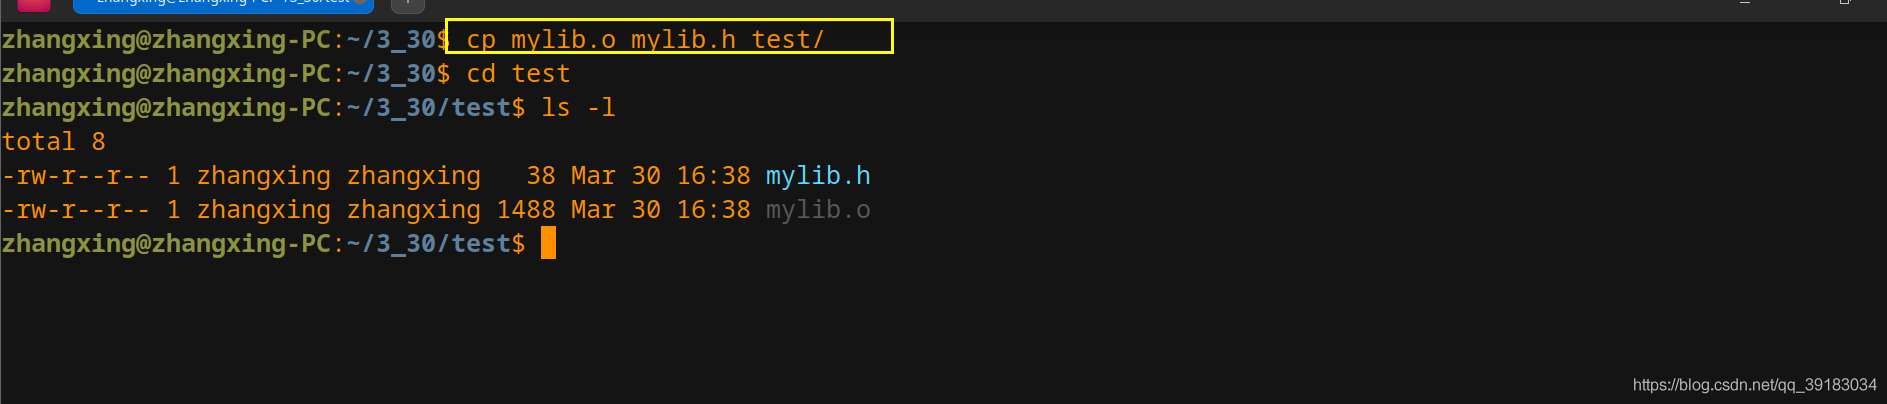 zhangxing@zhangxing-PC:~/3_30$ cp mylib.o mylib.h test/
zhangxing@zhangxing-PC:~/3_30$ cd test
zhangxing@zhangxing-PC:~/3_30/test$ ls -l
total 8
-rw-r--r-- 1 zhangxing zhangxing   38 Mar 30 16:38 mylib.h
-rw-r--r-- 1 zhangxing zhangxing 1488 Mar 30 16:38 mylib.o
zhangxing@zhangxing-PC:~/3_30/test$
https://blog.csdn.net/qq_39183034